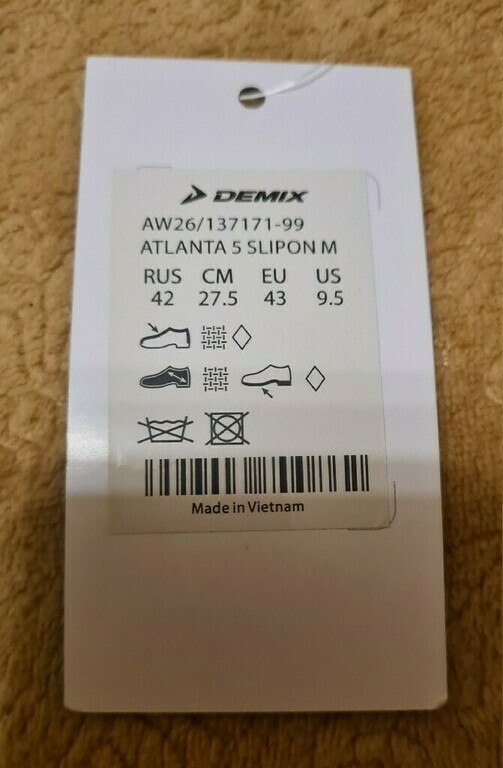 DEMIX
AW26/137171-99
ATLANTA 5 SLIPON M
RUS CM EU US
42 27.5 43 9.5
Made in Vietnam